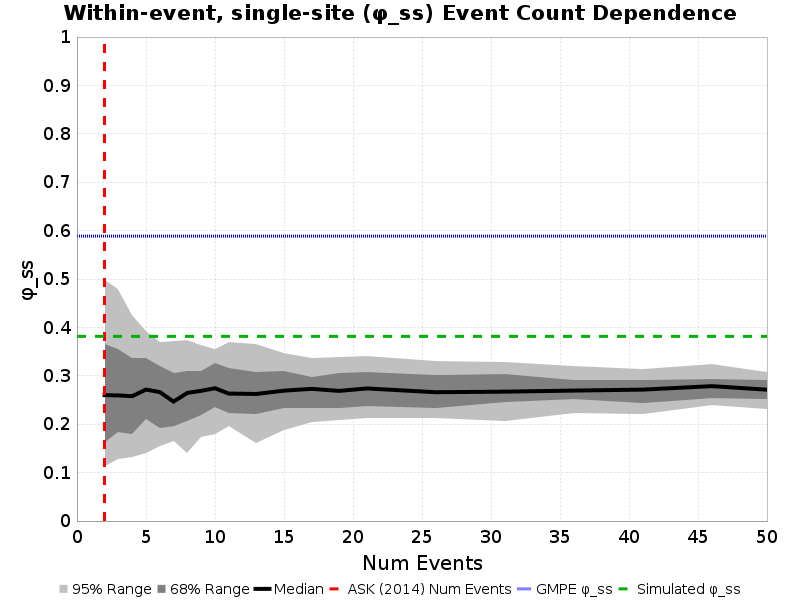 Within-event, single-site (φ_ss) Event Count Dependence
1
0.9
0.8
0.7
0.6
0.5
0.4
0.3
0.2
0.1
0
φ_ss
0 5 10 15 20 25 30 35 40 45 50
Num Events
95% Range 68% Range Median ASK (2014) Num Events GMPE φ_ss Simulated φ_ss